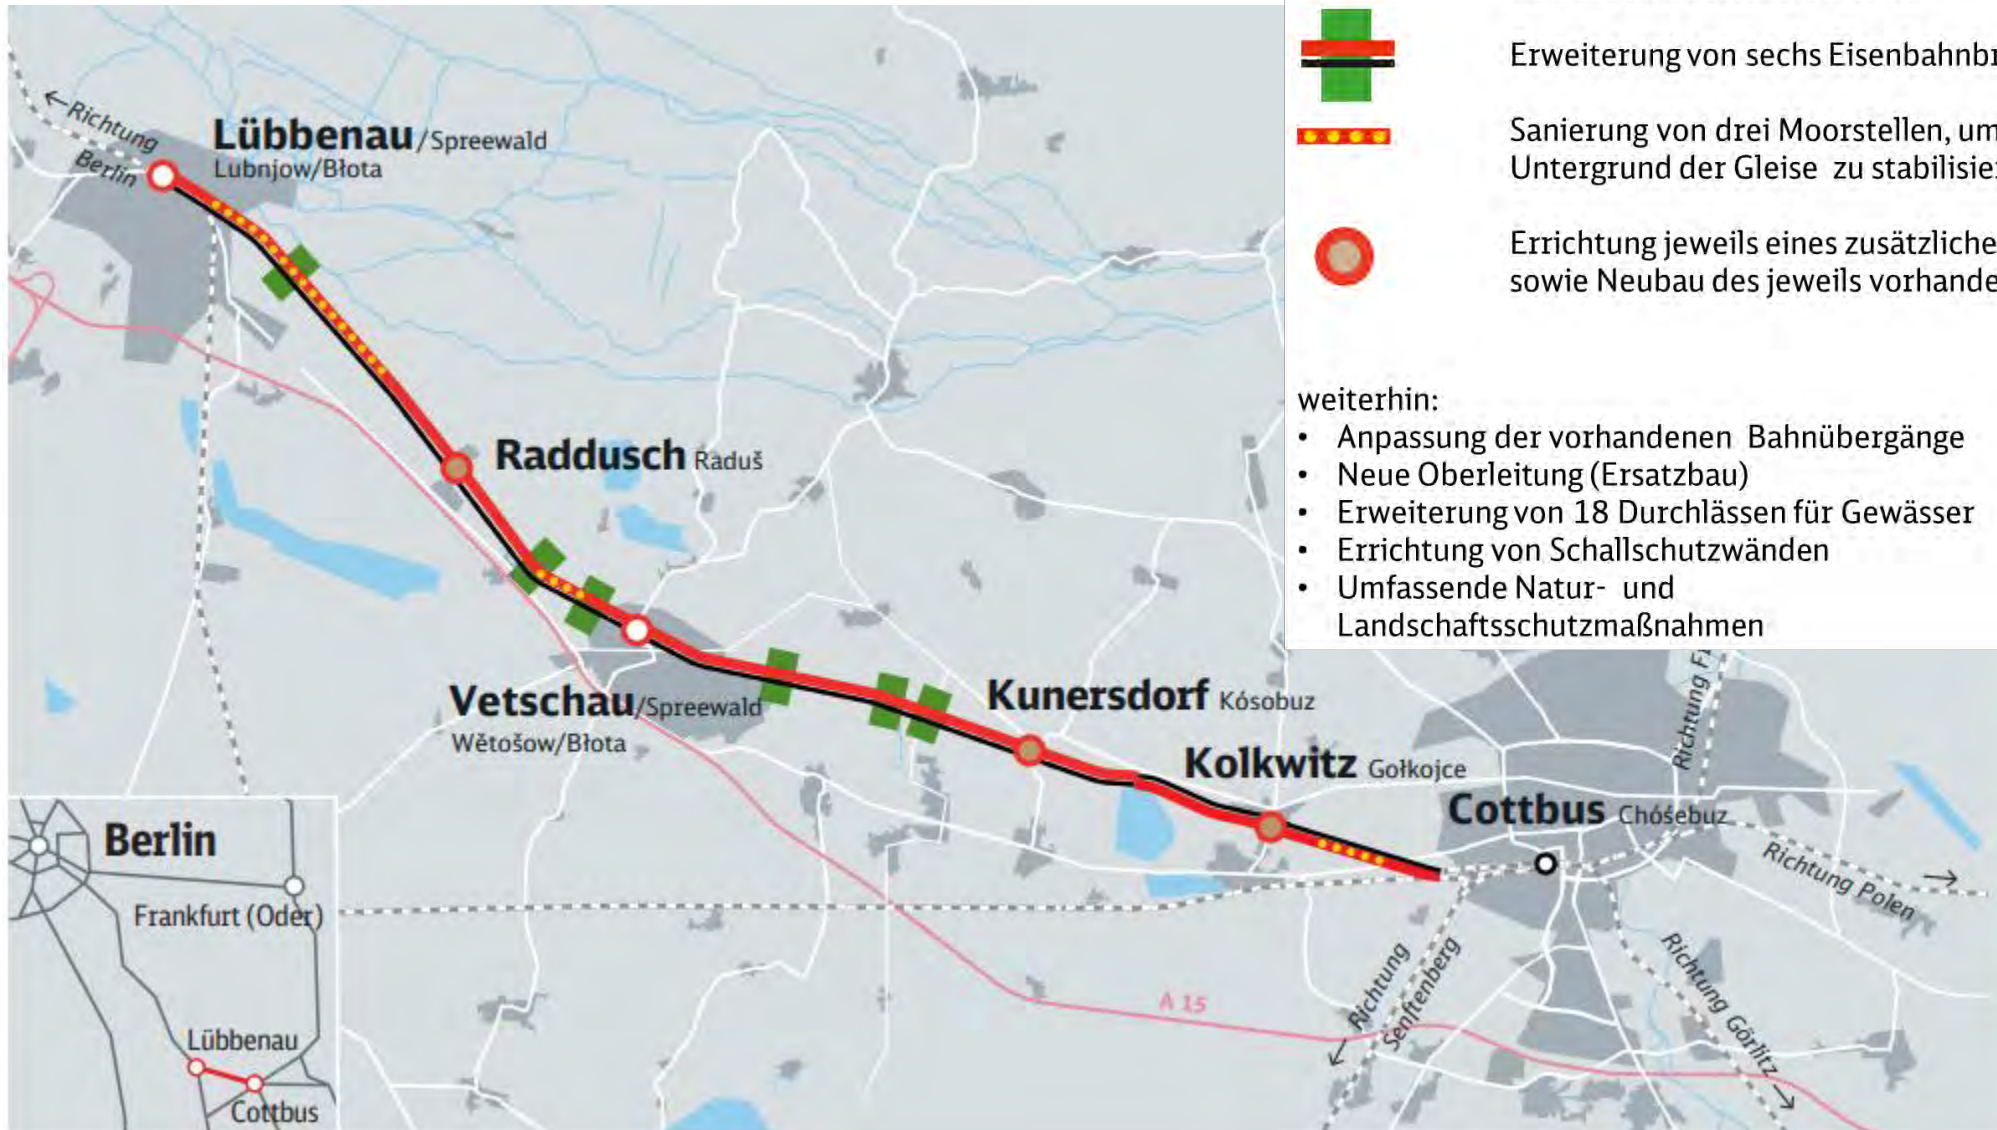 Erweiterung von sechs Eisenbahnbr
Sanierung von drei Moorstellen, um
Untergrund der Gleise zu stabilisie
Errichtung jeweils eines zusätzliche
sowie Neubau des jeweils vorhande
weiterhin:
• Anpassung der vorhandenen Bahnübergänge
• Neue Oberleitung (Ersatzbau)
• Erweiterung von 18 Durchlässen für Gewässer
• Errichtung von Schallschutzwänden
• Umfassende Natur- und
Landschaftsschutzmaßnahmen
←Richtung
Berlin
Lübbenau/Spreewald
Lubnjow/Błota
Raddusch Raduš
Vetschau/Spreewald
Wětošow/Błota
Kunersdorf Kósobuz
Kolkwitz Gołkojce
Cottbus Chóśebuz
Richtung F
Richtung Polen →
Richtung
Senftenberg
←
Richtung Görlitz →
A 15
Berlin
Frankfurt (Oder)
Lübbenau
Cottbus